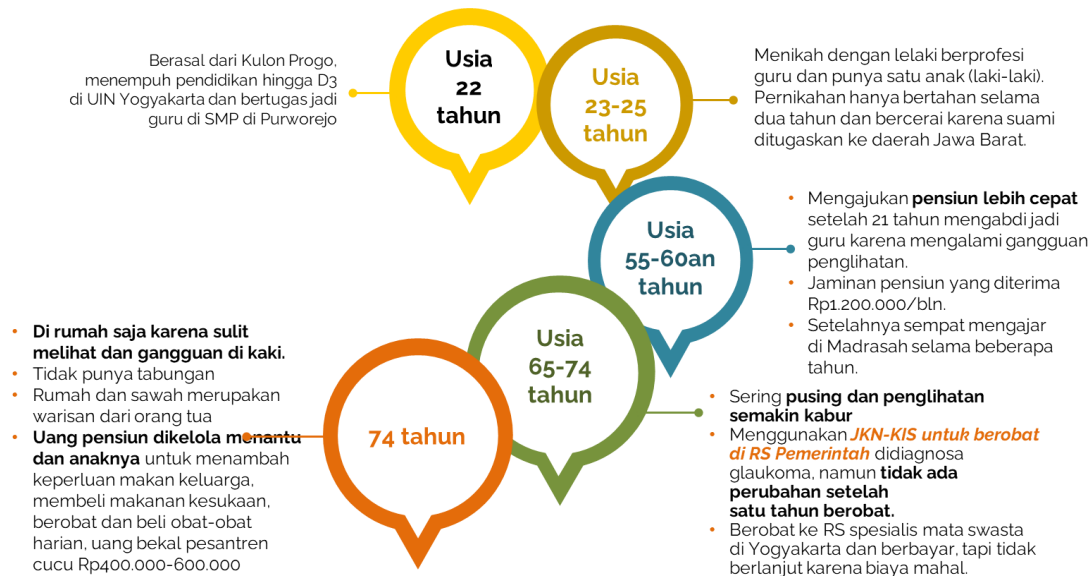 Berasal dari Kulon Progo,
menempuh pendidikan hingga D3
di UIN Yogyakarta dan bertugas jadi
guru di SMP di Purworejo
Usia
22
tahun
Usia
23-25
tahun
Menikah dengan lelaki berprofesi
guru dan punya satu anak (laki-laki).
Pernikahan hanya bertahan selama
dua tahun dan bercerai karena suami
ditugaskan ke daerah Jawa Barat.
Usia
55-60an
tahun
• Mengajukan pensiun lebih cepat
setelah 21 tahun mengabdi jadi
guru karena mengalami gangguan
penglihatan.
• Jaminan pensiun yang diterima
Rp1.200.000/bln.
• Setelahnya sempat mengajar
di Madrasah selama beberapa
tahun.
Usia
65-74
tahun
• Sering pusing dan penglihatan
semakin kabur
• Menggunakan JKN-KIS untuk berobat
di RS Pemerintah didiagnosa
glaukoma, namun tidak ada
perubahan setelah
satu tahun berobat.
• Berobat ke RS spesialis mata swasta
di Yogyakarta dan berbayar, tapi tidak
berlanjut karena biaya mahal.
74 tahun
• Di rumah saja karena sulit
melihat dan gangguan di kaki.
• Tidak punya tabungan
• Rumah dan sawah merupakan
warisan dari orang tua
• Uang pensiun dikelola menantu
dan anaknya untuk menambah
keperluan makan keluarga,
membeli makanan kesukaan,
berobat dan beli obat-obat
harian, uang bekal pesantren
cucu Rp400.000-600.000